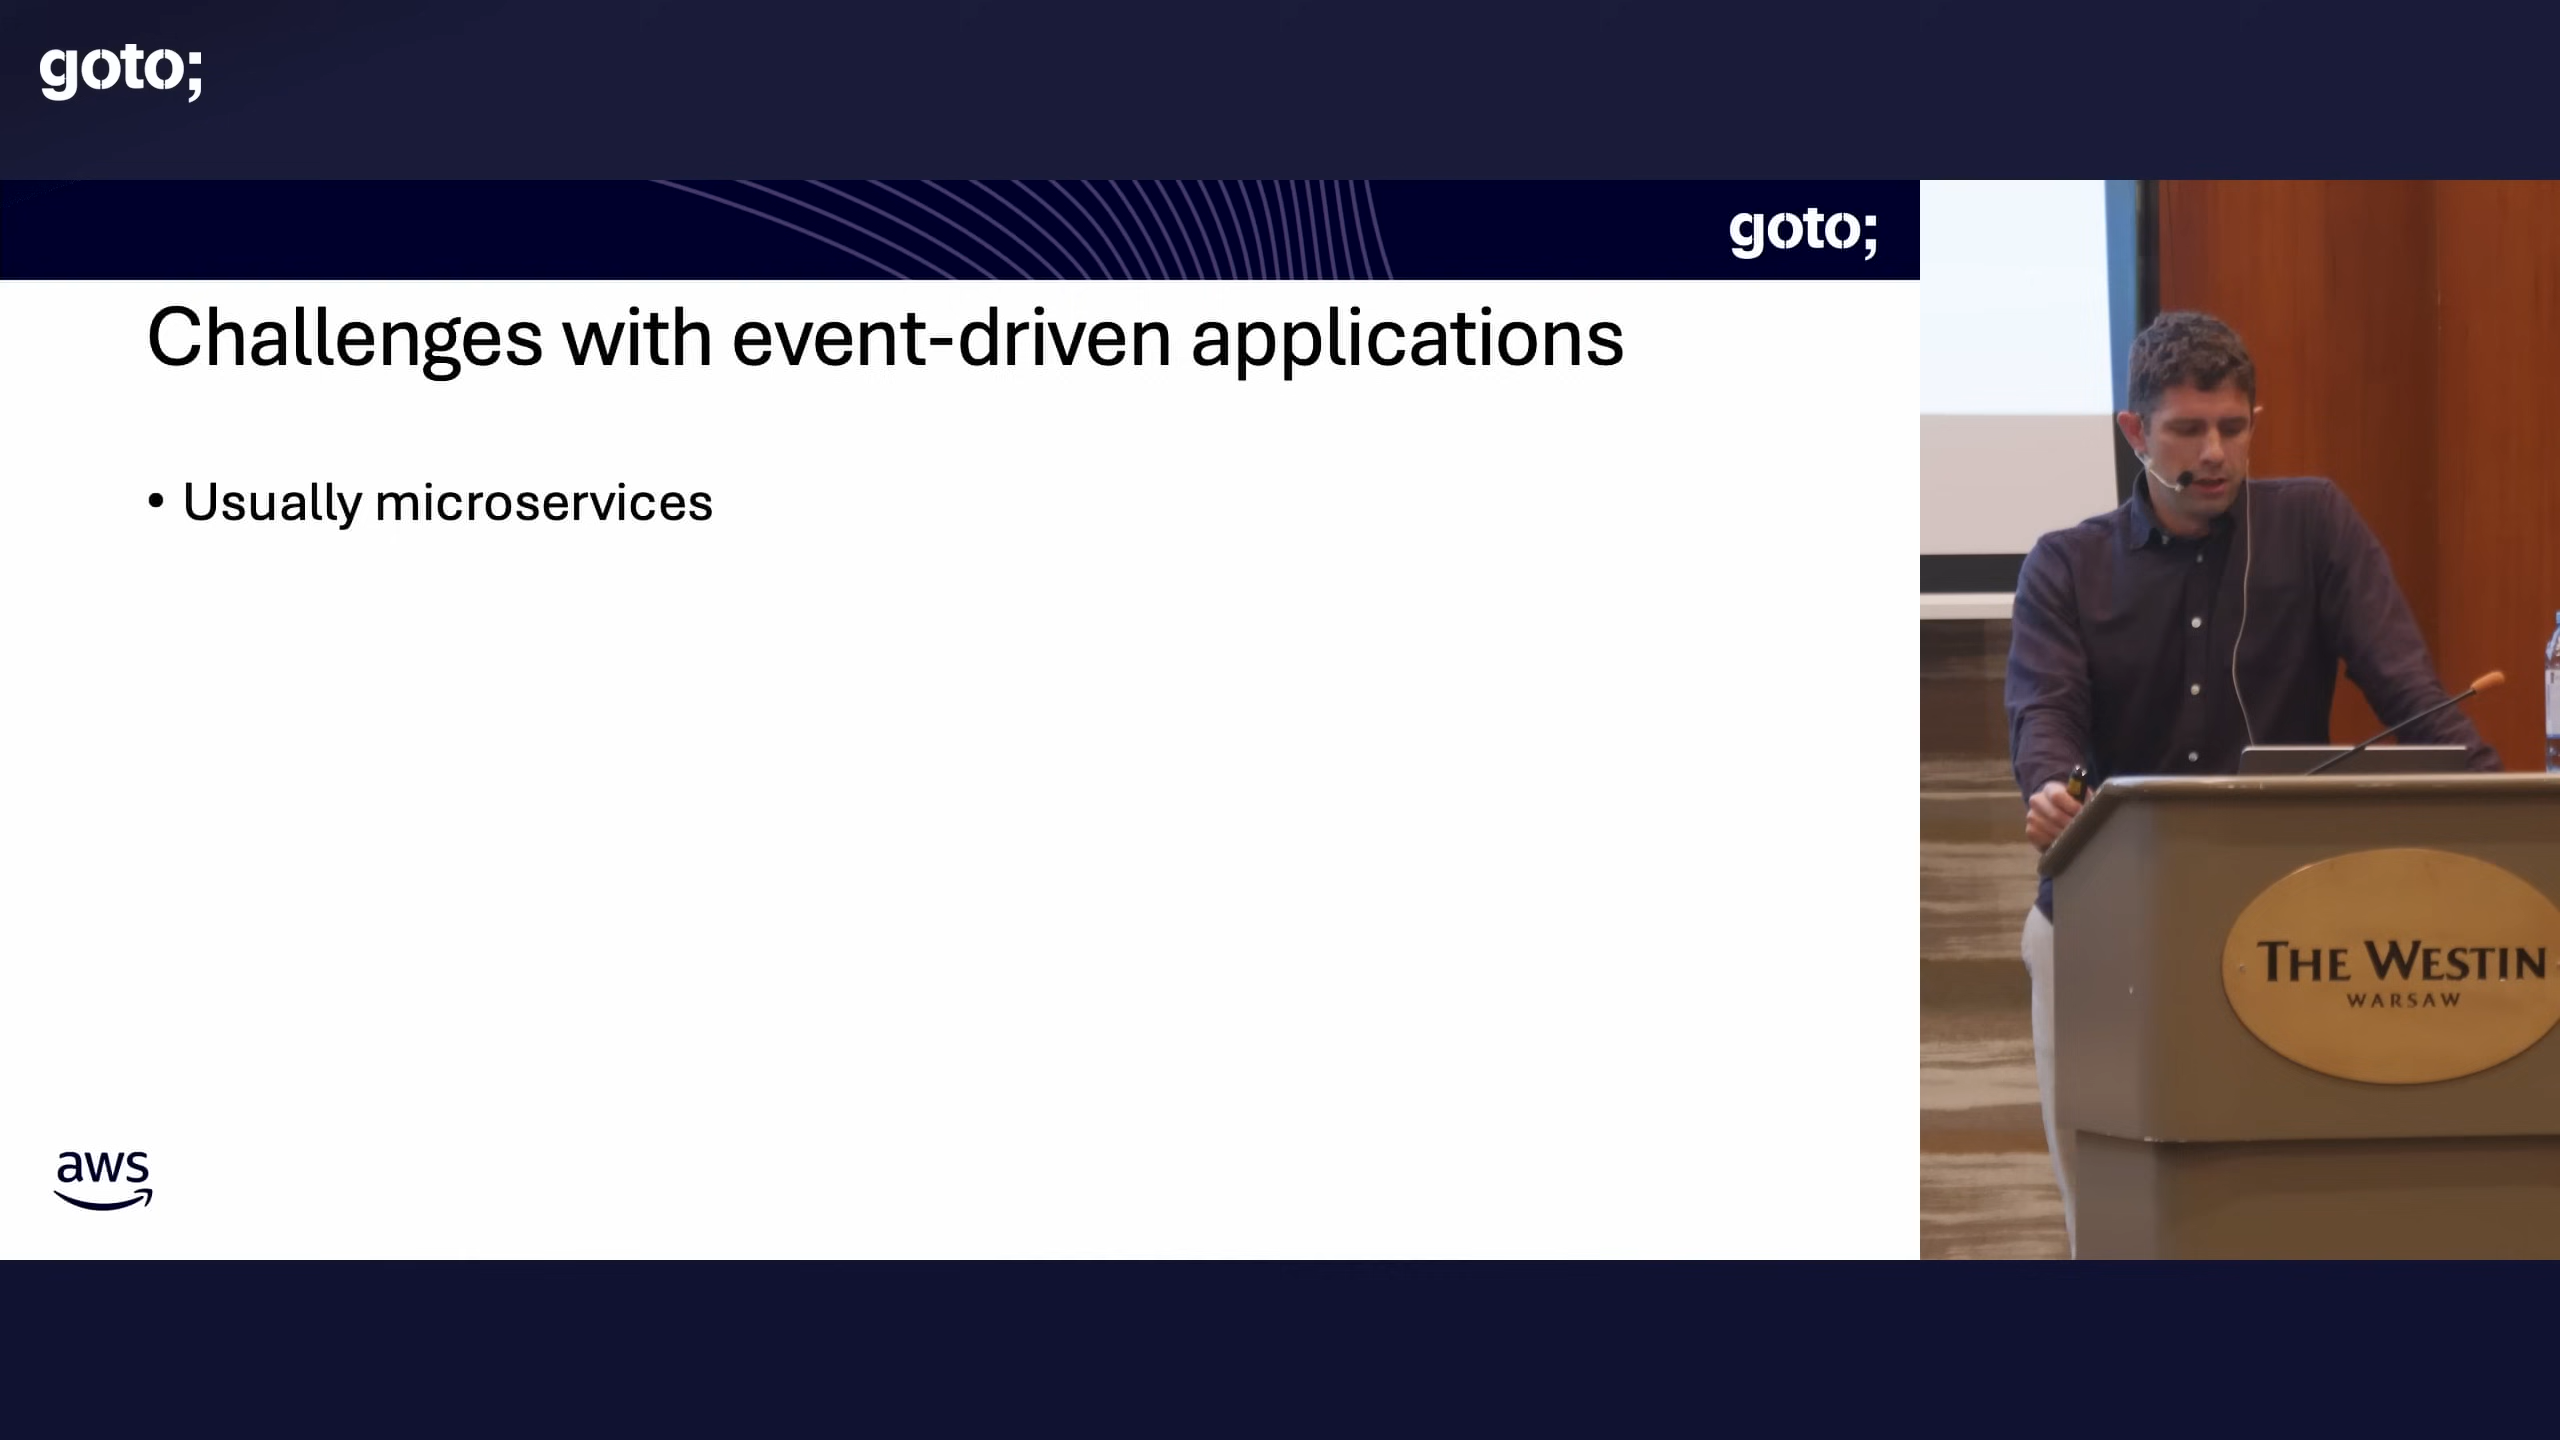 goto;
goto;
Challenges with event-driven applications
• Usually microservices
aws
THE WESTIN
WARSAW